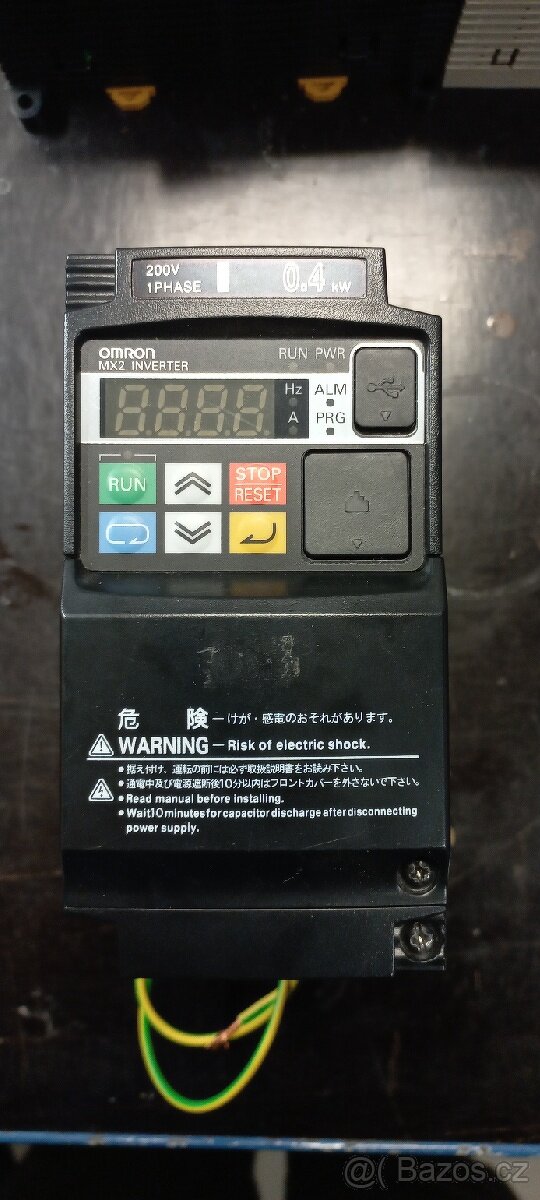 200V
1PHASE
0.4 kW
OMRON
MX2 INVERTER
RUN PWR
Hz
A
ALM
PRG
RUN
STOP
RESET
危 険 ー けが・感電のおそれがあります。
WARNING – Risk of electric shock.
• 据え付け、運転の前には必ず取扱説明書をお読み下さい。
• 通電中及び電源遮断後10分以内はフロントカバーを外さないで下さい。
• Read manual before installing.
• Wait10minutes for capacitor discharge after disconnecting
power supply.
@( Bazos.cz